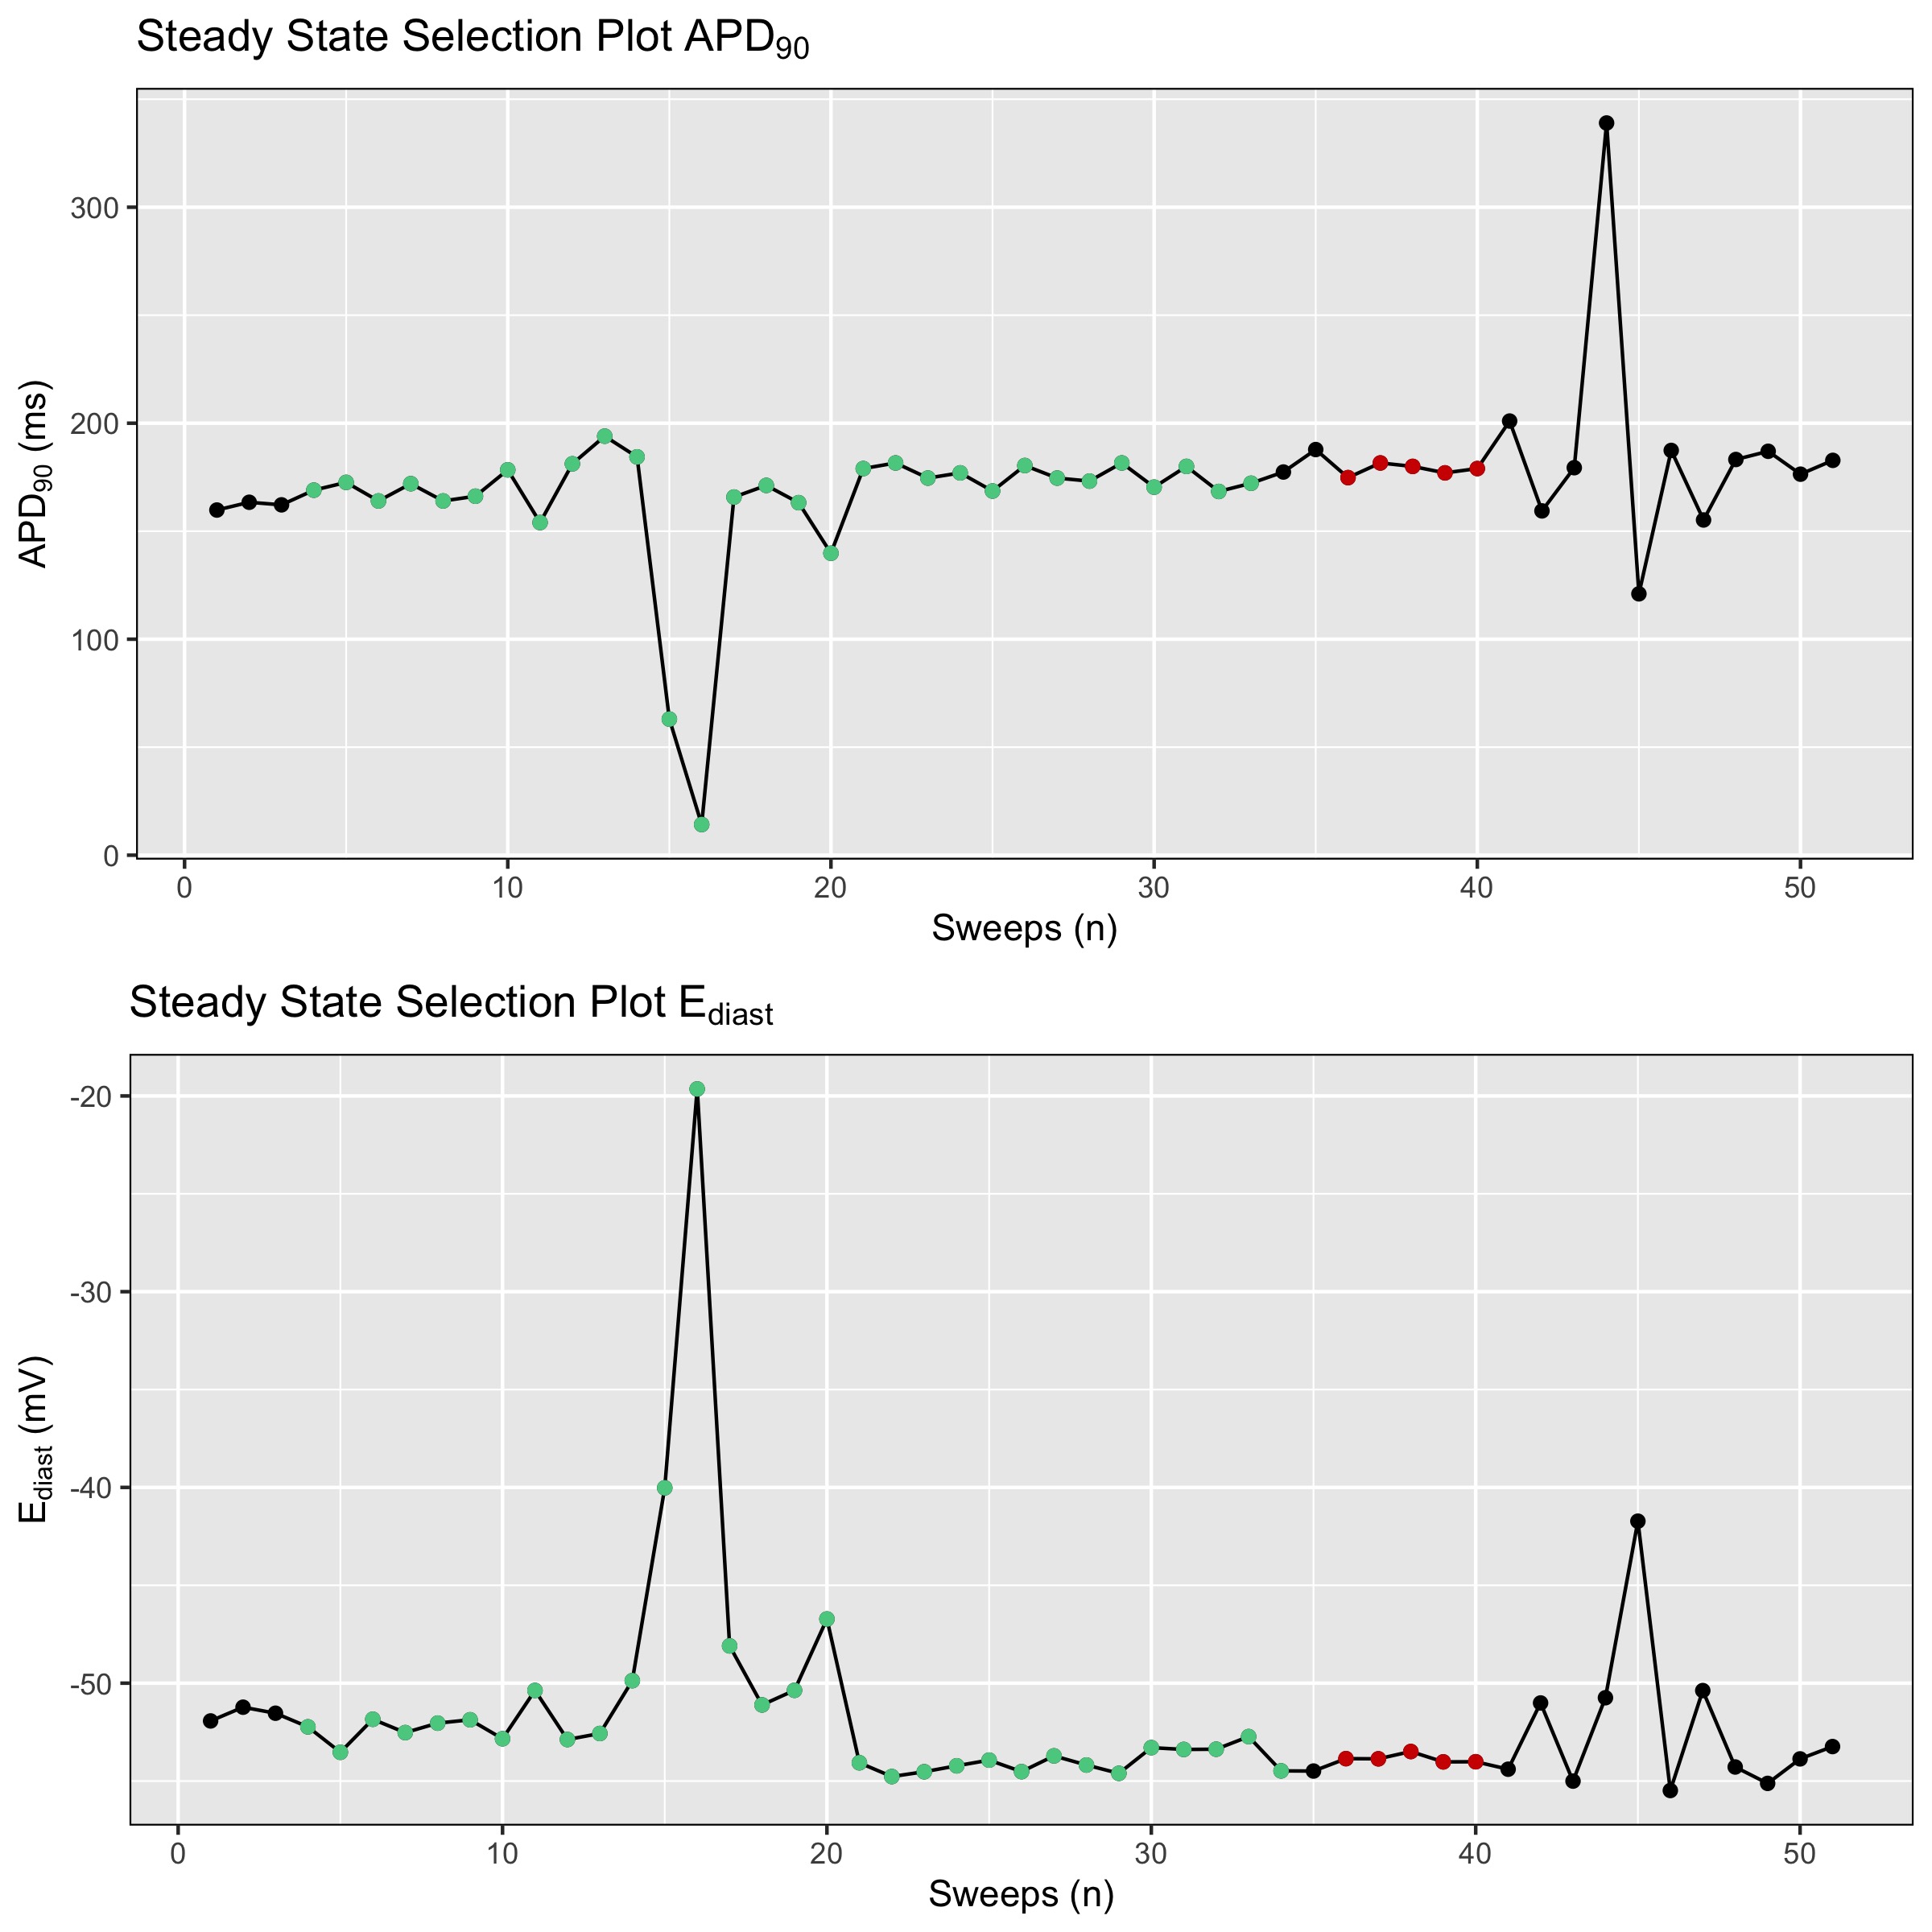 Steady State Selection Plot APD90
300
200
100
0
APD90 (ms)
0 10 20 30 40 50
Sweeps (n)
Steady State Selection Plot Ediast
-20
-30
-40
-50
Ediast (mV)
0 10 20 30 40 50
Sweeps (n)